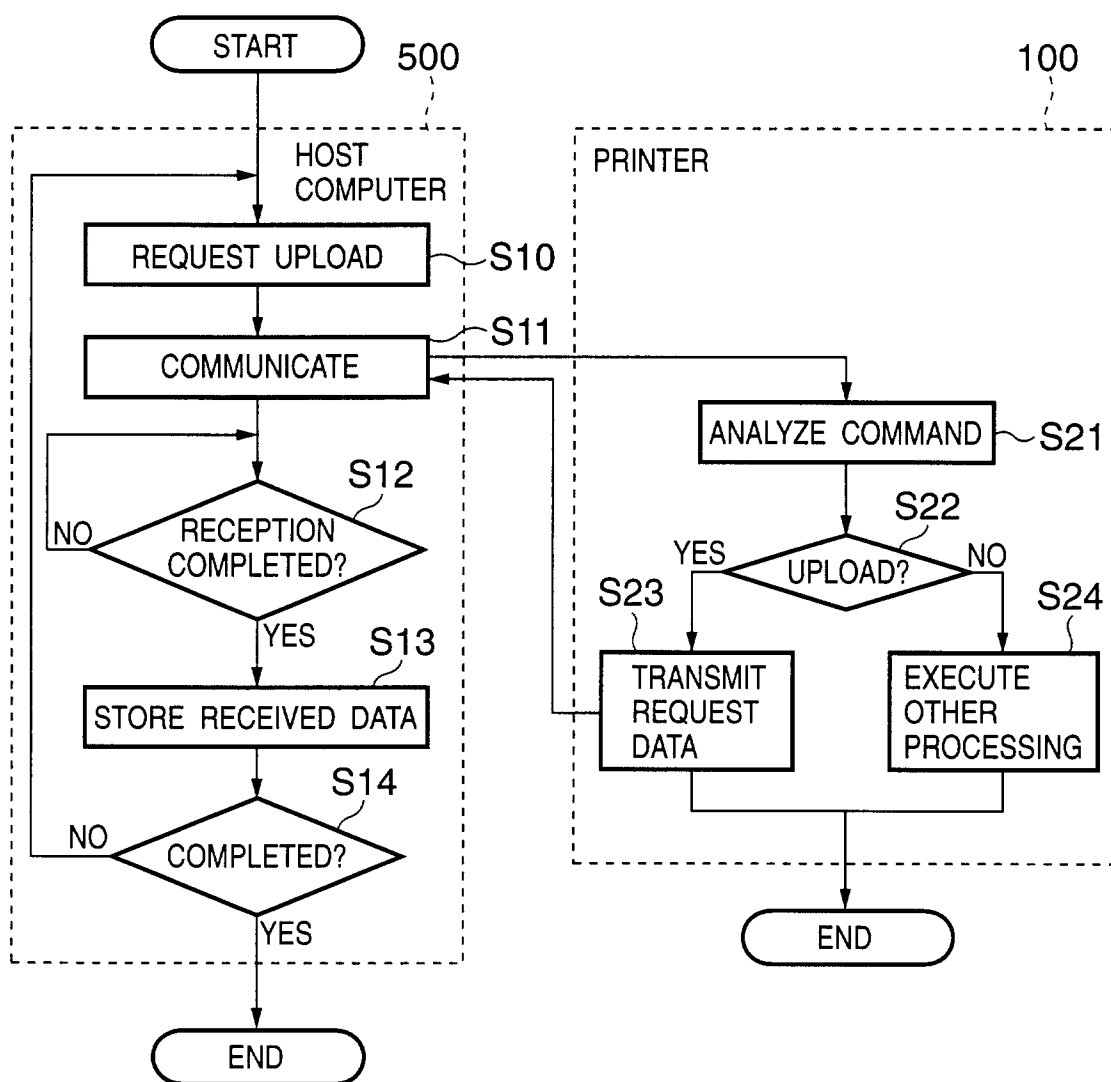 START
500
HOST
COMPUTER
REQUEST UPLOAD
S10
COMMUNICATE
S11
S12
RECEPTION
COMPLETED?
NO
YES
S13
STORE RECEIVED DATA
S14
COMPLETED?
NO
YES
END
100
PRINTER
ANALYZE COMMAND
S21
S22
UPLOAD?
YES
NO
S23
TRANSMIT
REQUEST
DATA
S24
EXECUTE
OTHER
PROCESSING
END